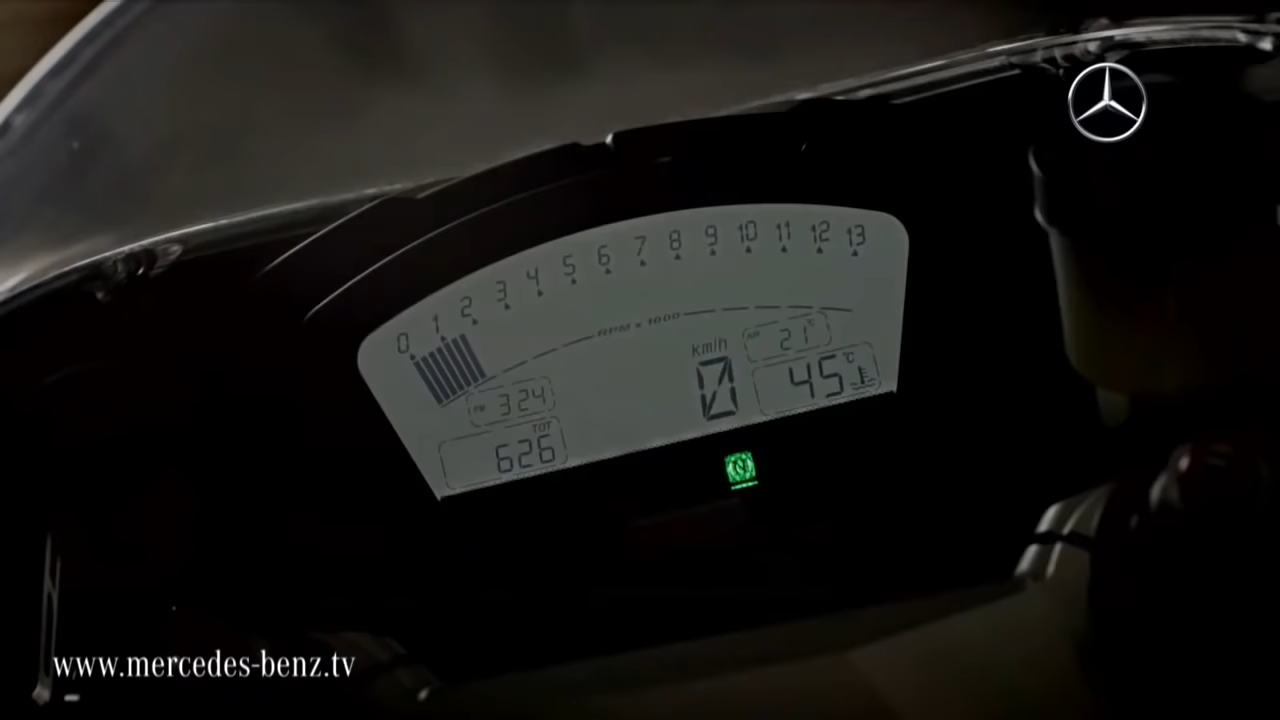 0 1 2 3 4 5 6 7 8 9 10 11 12 13
RPM x 1000
km/h
0
AIR 21 °C
45 °C
324
TOT
626
N
www.mercedes-benz.tv